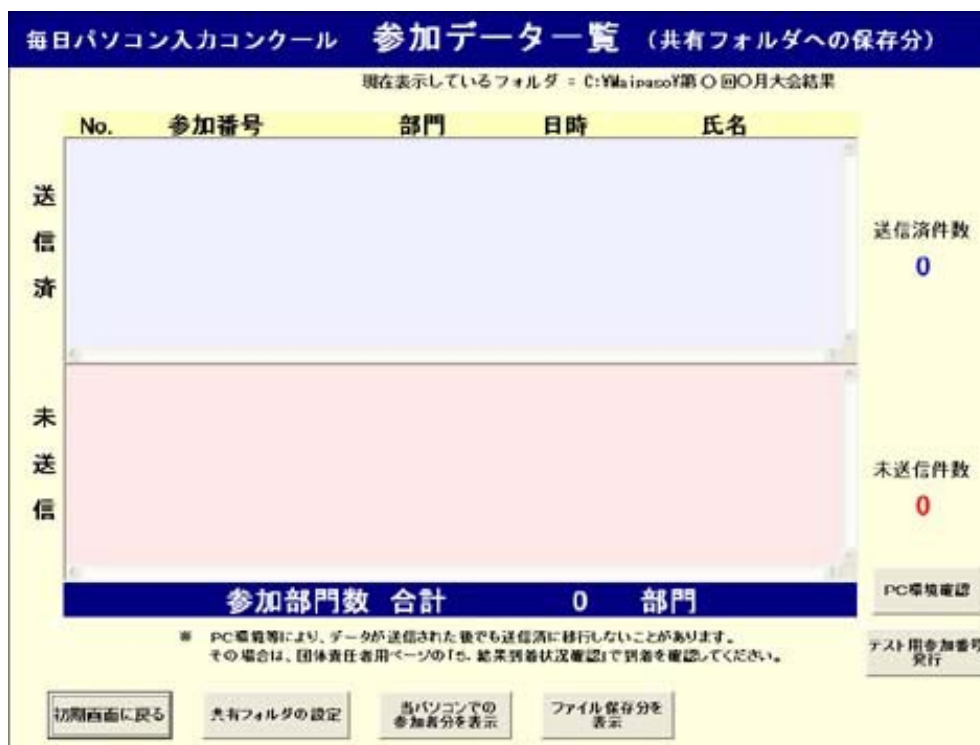 毎日パソコン入力コンクール 参加データ一覧 (共有フォルダへの保存分)
現在表示しているフォルダ = C:¥Maipaso¥第〇回〇月大会結果
No. 参加番号 部門 日時 氏名
送信済
送信済件数
0
未送信
未送信件数
0
参加部門数 合計 0 部門
PC環境確認
※ PC環境等により、データが送信された後でも送信済に移行しないことがあります。
その場合は、団体責任者用ページの「5. 結果到着状況確認」で到着を確認してください。
テスト用参加番号
発行
初期画面に戻る
共有フォルダの設定
当パソコンでの
参加者分を表示
ファイル保存分を
表示